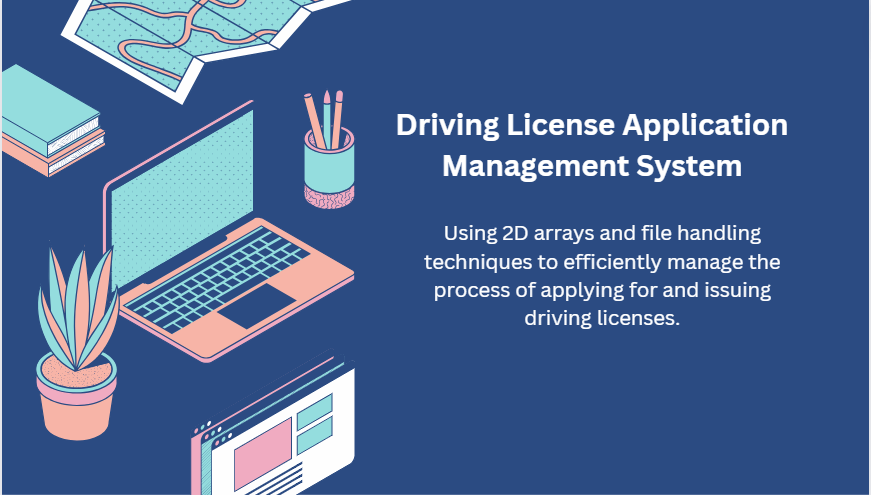 Driving License Application
Management System
Using 2D arrays and file handling
techniques to efficiently manage the
process of applying for and issuing
driving licenses.